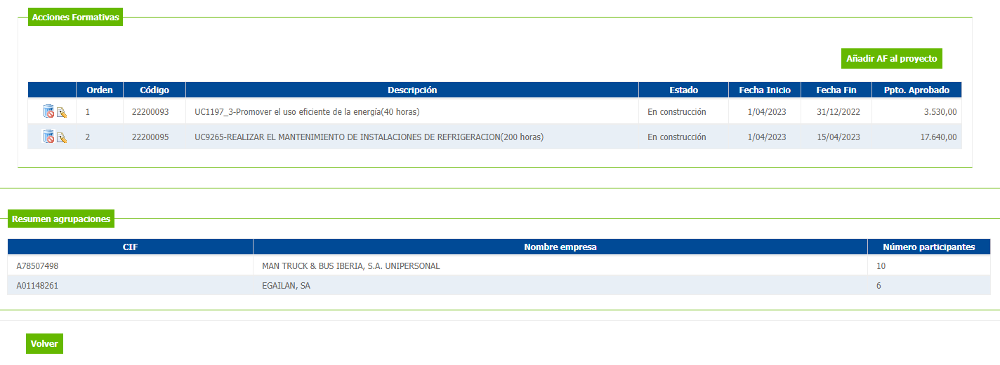 Acciones Formativas
Añadir AF al proyecto
Orden Código Descripción Estado Fecha Inicio Fecha Fin Ppto. Aprobado
1 22200093 UC1197_3-Promover el uso eficiente de la energía(40 horas) En construcción 1/04/2023 31/12/2022 3.530,00
2 22200095 UC9265-REALIZAR EL MANTENIMIENTO DE INSTALACIONES DE REFRIGERACION(200 horas) En construcción 1/04/2023 15/04/2023 17.640,00
Resumen agrupaciones
CIF Nombre empresa Número participantes
A78507498 MAN TRUCK & BUS IBERIA, S.A. UNIPERSONAL 10
A01148261 EGAILAN, SA 6
Volver